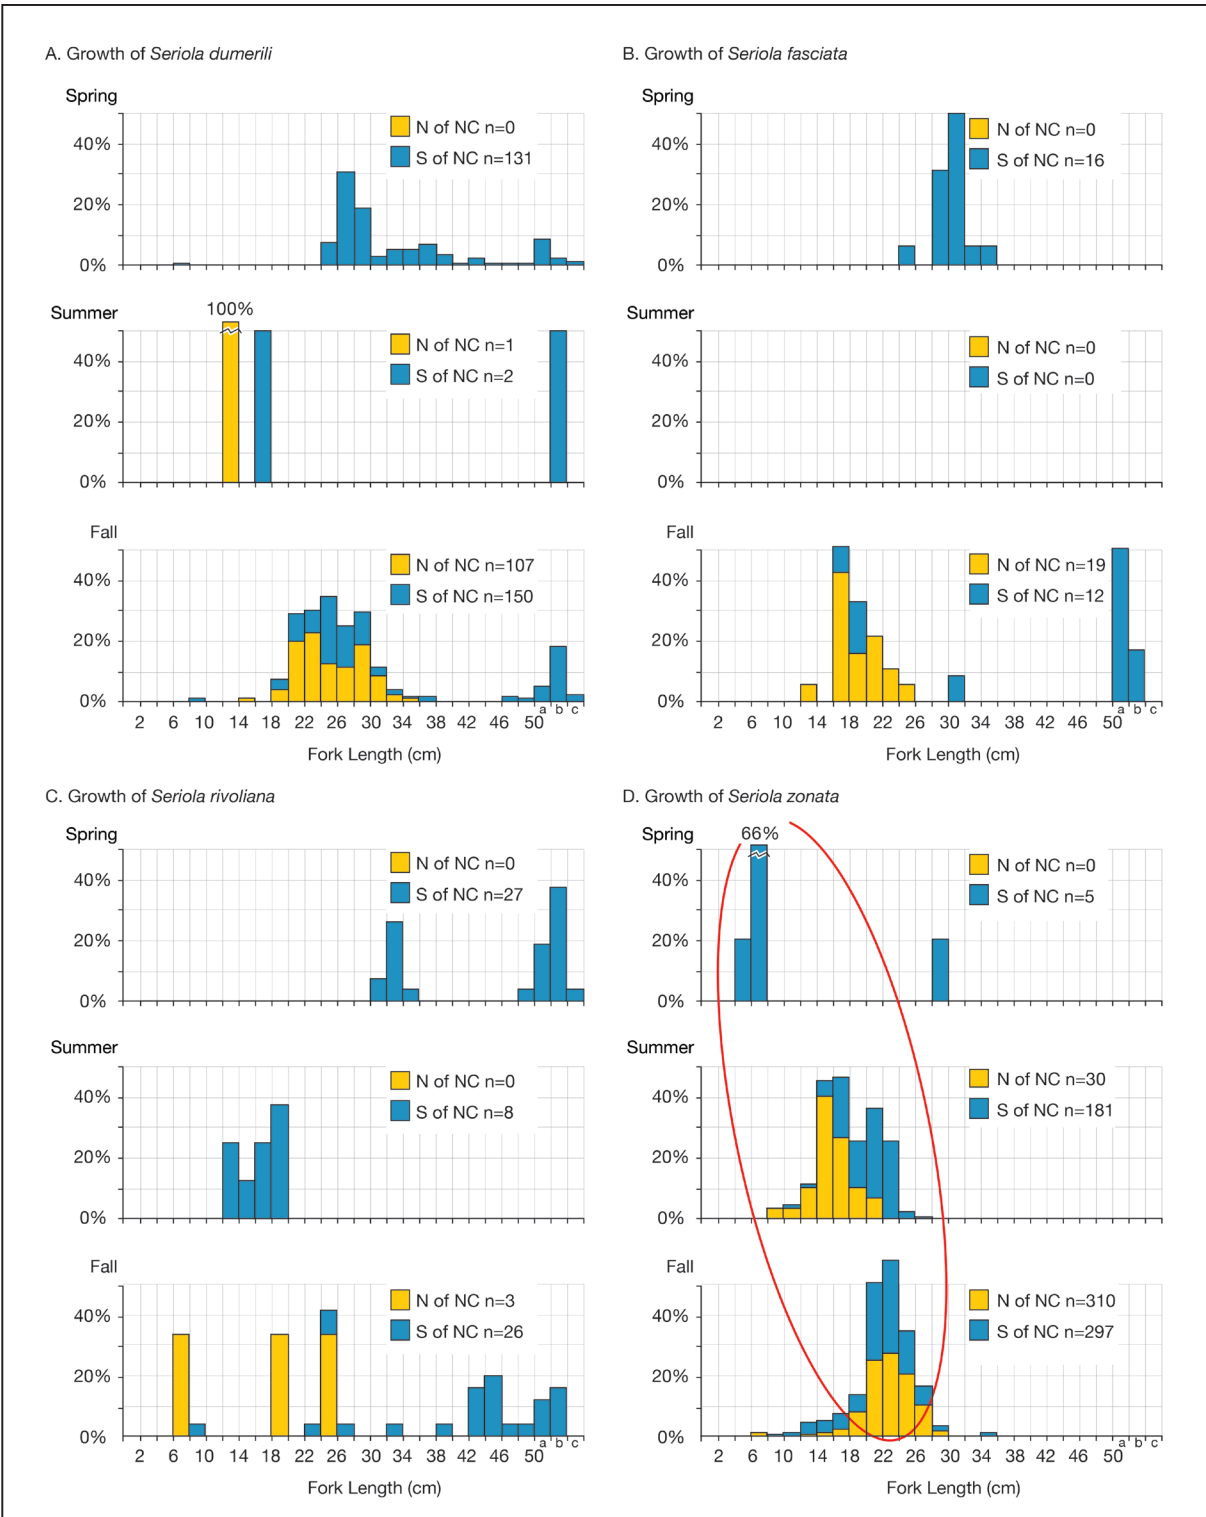 A. Growth of Seriola dumerili
Spring
40%
20%
0%
N of NC n=0
S of NC n=131
Summer
100%
40%
20%
0%
N of NC n=1
S of NC n=2
Fall
40%
20%
0%
N of NC n=107
S of NC n=150
2 6 10 14 18 22 26 30 34 38 42 46 50 a b c
Fork Length (cm)
B. Growth of Seriola fasciata
Spring
40%
20%
0%
N of NC n=0
S of NC n=16
Summer
40%
20%
0%
N of NC n=0
S of NC n=0
Fall
40%
20%
0%
N of NC n=19
S of NC n=12
2 6 10 14 18 22 26 30 34 38 42 46 50 a b c
Fork Length (cm)
C. Growth of Seriola rivoliana
Spring
40%
20%
0%
N of NC n=0
S of NC n=27
Summer
40%
20%
0%
N of NC n=0
S of NC n=8
Fall
40%
20%
0%
N of NC n=3
S of NC n=26
2 6 10 14 18 22 26 30 34 38 42 46 50 a b c
Fork Length (cm)
D. Growth of Seriola zonata
Spring
66%
40%
20%
0%
N of NC n=0
S of NC n=5
Summer
40%
20%
0%
N of NC n=30
S of NC n=181
Fall
40%
20%
0%
N of NC n=310
S of NC n=297
2 6 10 14 18 22 26 30 34 38 42 46 50 a b c
Fork Length (cm)